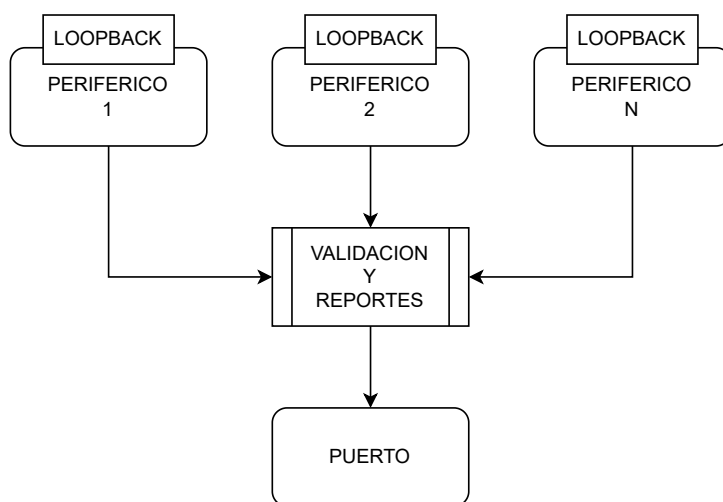 LOOPBACK
PERIFERICO
1
LOOPBACK
PERIFERICO
2
LOOPBACK
PERIFERICO
N
VALIDACION
Y
REPORTES
PUERTO